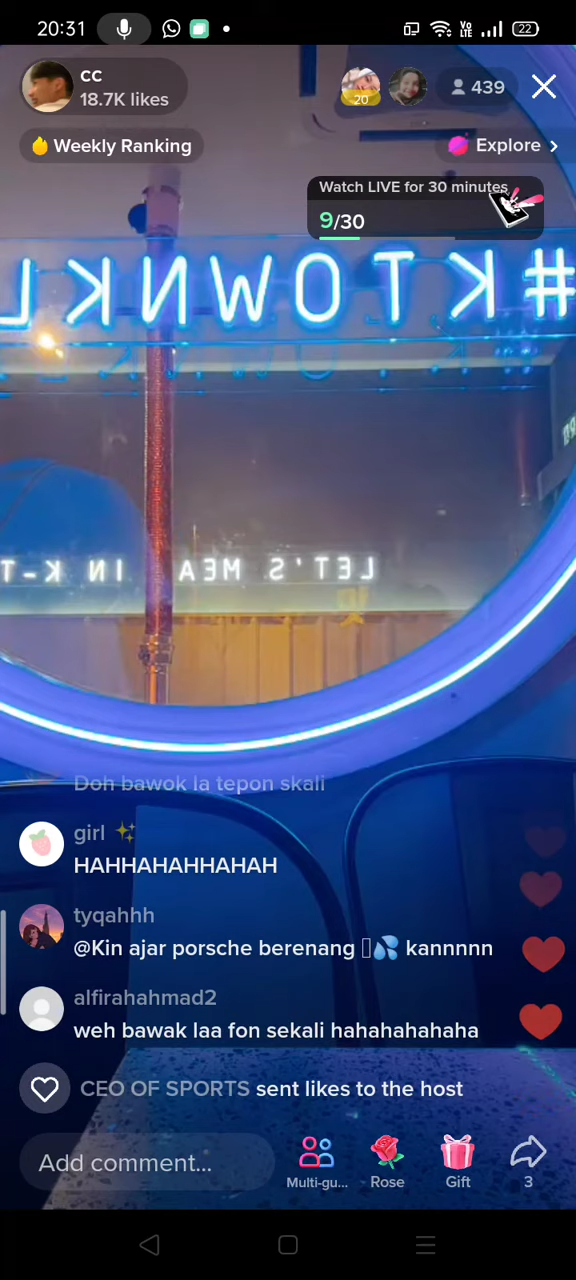 20:31
22
CC
18.7K likes
20
439
Weekly Ranking
Explore
Watch LIVE for 30 minutes
9/30
#KTOWNKL
LET'S MEA IN K-T
Doh bawok la tepon skali
girl ✨
HAHHAHAHHAHAH
tyqahhh
@Kin ajar porsche berenang 💦 kannnnn
alfirahahmad2
weh bawak laa fon sekali hahahahahaha
CEO OF SPORTS sent likes to the host
Add comment...
Multi-gu...
Rose
Gift
3